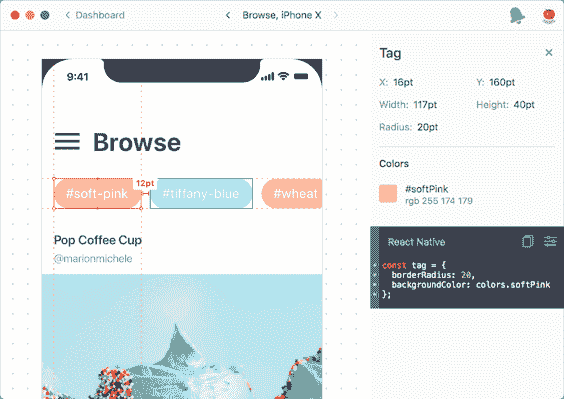 Dashboard
Browse, iPhone X
9:41
Browse
#soft-pink
12pt
#tiffany-blue
#wheat
Pop Coffee Cup
@marionmichele
Tag
X: 16pt
Y: 160pt
Width: 117pt
Height: 40pt
Radius: 20pt
Colors
#softPink
rgb 255 174 179
React Native
const tag = {
borderRadius: 20,
backgroundColor: colors.softPink
};